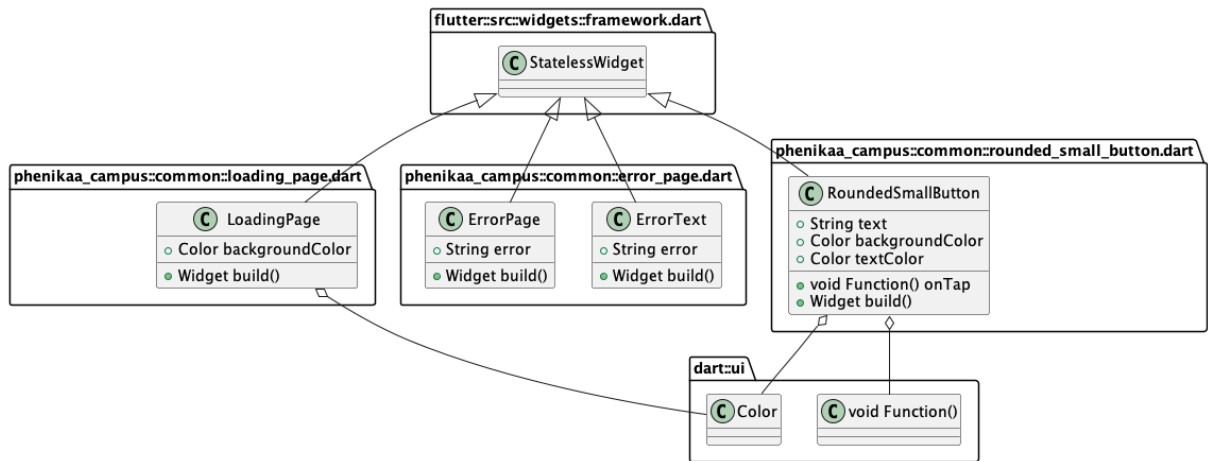 flutter::src::widgets::framework.dart
C StatelessWidget
phenikaa_campus::common::loading_page.dart
C LoadingPage
Color backgroundColor
Widget build()
phenikaa_campus::common::error_page.dart
C ErrorPage
String error
Widget build()
C ErrorText
String error
Widget build()
phenikaa_campus::common::rounded_small_button.dart
C RoundedSmallButton
String text
Color backgroundColor
Color textColor
void Function() onTap
Widget build()
dart::ui
C Color
C void Function()